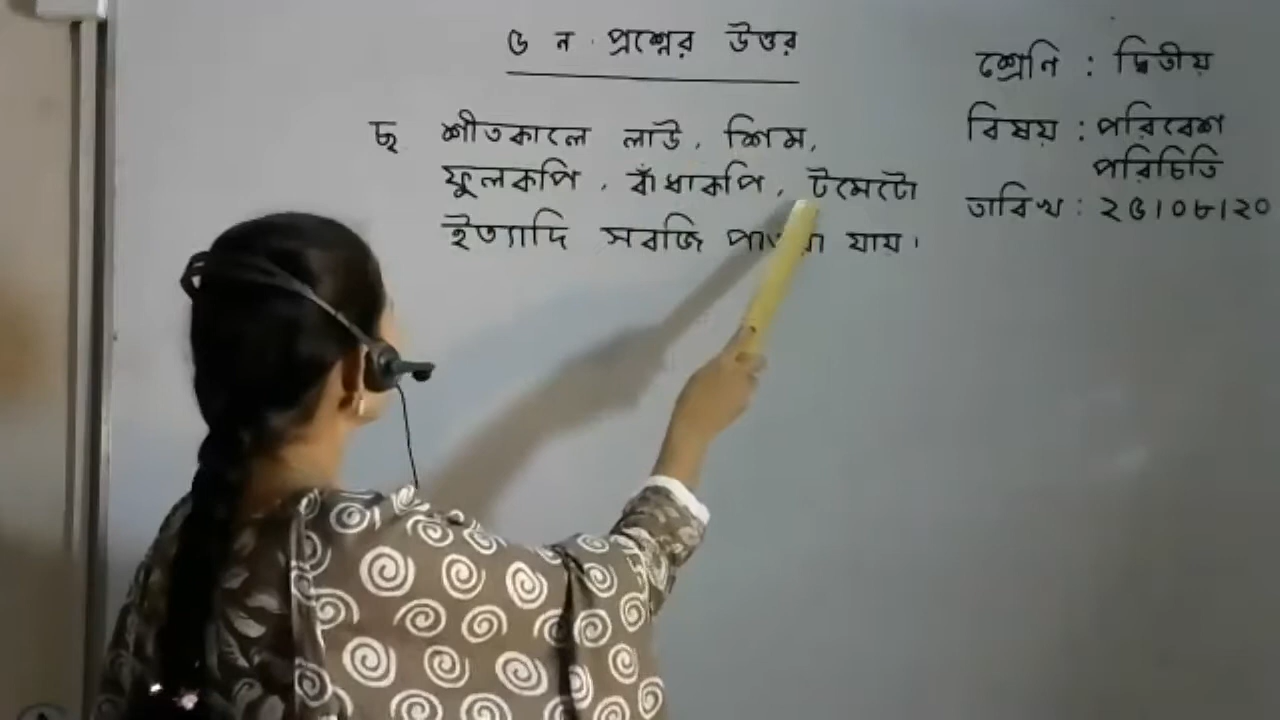 ৬ ন. প্রশ্নের উত্তর
ছ শীতকালে লাউ, শিম,
ফুলকপি, বাঁধাকপি, টমেটো
ইত্যাদি সবজি পাওয়া যায়।
শ্রেণি : দ্বিতীয়
বিষয় : পরিবেশ
পরিচিতি
তারিখ : ২৫।০৮।২০